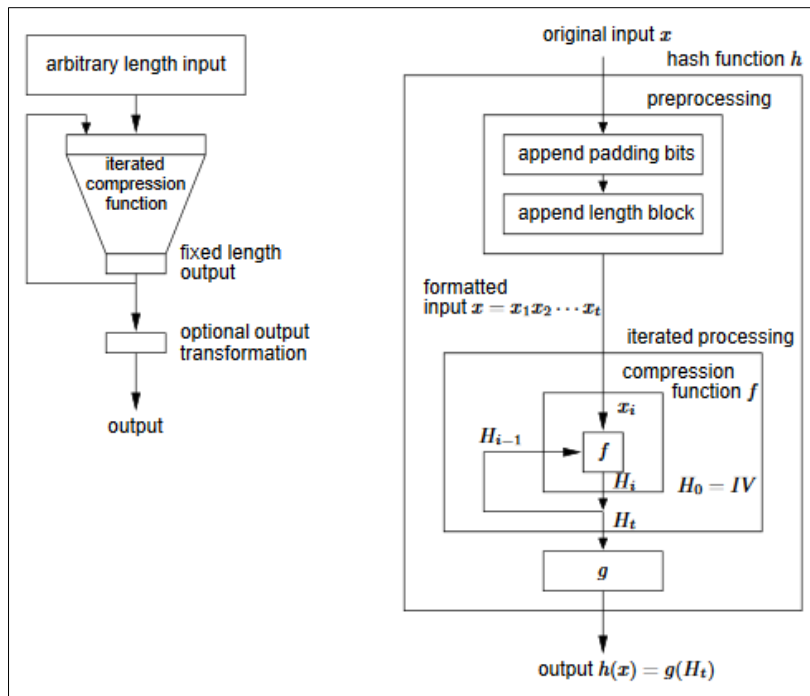 arbitrary length input
iterated
compression
function
fixed length
output
optional output
transformation
output
original input x
hash function h
preprocessing
append padding bits
append length block
formatted
input x = x₁x₂ ⋯ xₜ
iterated processing
compression
function f
xᵢ
Hᵢ₋₁
f
Hᵢ
H₀ = IV
Hₜ
g
output h(x) = g(Hₜ)